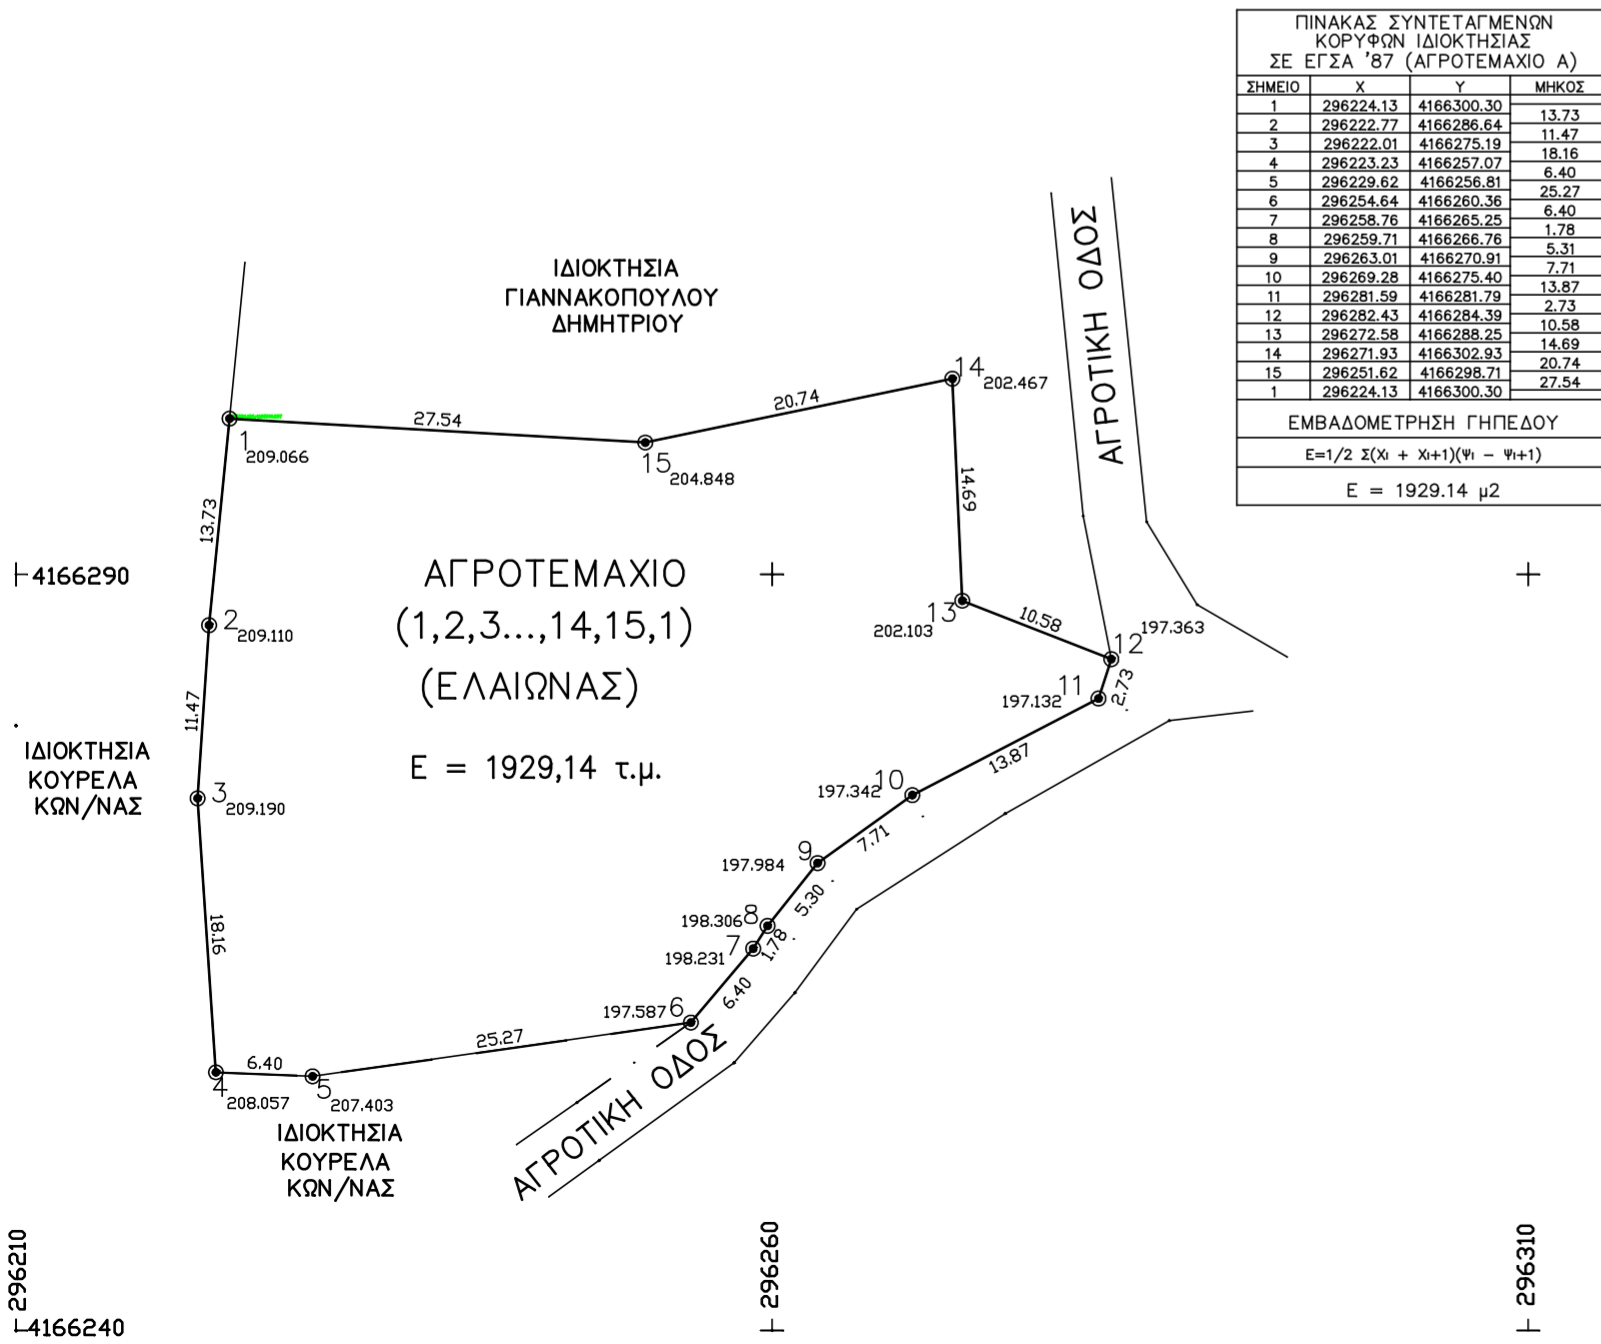 ΠΙΝΑΚΑΣ ΣΥΝΤΕΤΑΓΜΕΝΩΝ
ΚΟΡΥΦΩΝ ΙΔΙΟΚΤΗΣΙΑΣ
ΣΕ ΕΓΣΑ '87 (ΑΓΡΟΤΕΜΑΧΙΟ Α)
ΣΗΜΕΙΟ X Y ΜΗΚΟΣ
1 296224.13 4166300.30
13.73
2 296222.77 4166286.64
11.47
3 296222.01 4166275.19
18.16
4 296223.23 4166257.07
6.40
5 296229.62 4166256.81
25.27
6 296254.64 4166260.36
6.40
7 296258.76 4166265.25
1.78
8 296259.71 4166266.76
5.31
9 296263.01 4166270.91
7.71
10 296269.28 4166275.40
13.87
11 296281.59 4166281.79
2.73
12 296282.43 4166284.39
10.58
13 296272.58 4166288.25
14.69
14 296271.93 4166302.93
20.74
15 296251.62 4166298.71
27.54
1 296224.13 4166300.30
ΕΜΒΑΔΟΜΕΤΡΗΣΗ ΓΗΠΕΔΟΥ
Ε=1/2 Σ(Χι + Χι+1)(Ψι − Ψι+1)
Ε = 1929.14 μ2
ΙΔΙΟΚΤΗΣΙΑ
ΓΙΑΝΝΑΚΟΠΟΥΛΟΥ
ΔΗΜΗΤΡΙΟΥ
ΑΓΡΟΤΙΚΗ ΟΔΟΣ
14 202.467
20.74
27.54
1 209.066
15 204.848
14.69
13.73
4166290
ΑΓΡΟΤΕΜΑΧΙΟ
(1,2,3...,14,15,1)
(ΕΛΑΙΩΝΑΣ)
Ε = 1929,14 τ.μ.
13
202.103
10.58
12 197.363
2 209.110
11
197.132
2.73
11.47
13.87
ΙΔΙΟΚΤΗΣΙΑ
ΚΟΥΡΕΛΑ
ΚΩΝ/ΝΑΣ
3 209.190
10
197.342
7.71
9
197.984
5.30
8
198.306
18.16
7
1.78
198.231
6.40
6
197.587
25.27
6.40
4 208.057
5 207.403
ΑΓΡΟΤΙΚΗ ΟΔΟΣ
ΙΔΙΟΚΤΗΣΙΑ
ΚΟΥΡΕΛΑ
ΚΩΝ/ΝΑΣ
296210
296260
296310
4166240